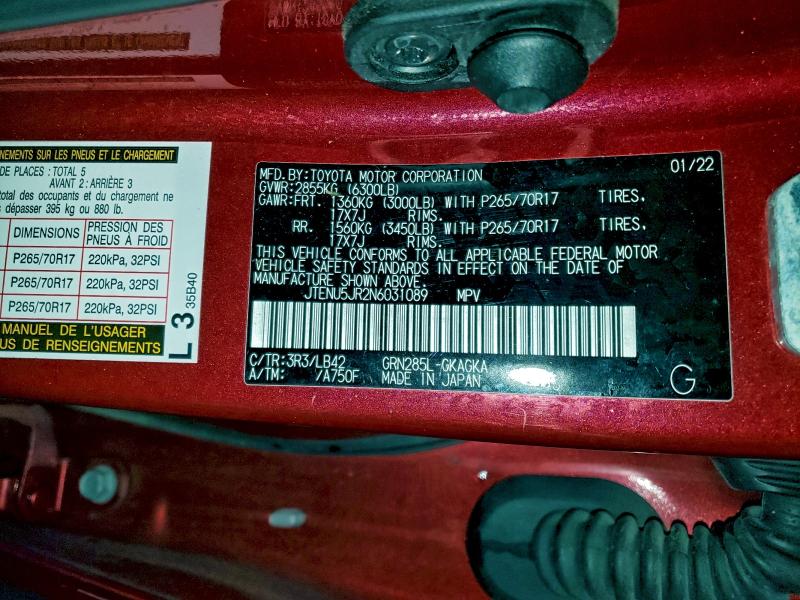 NEMENTS SUR LES PNEUS ET LE CHARGEMENT
DE PLACES : TOTAL 5
AVANT 2 : ARRIÈRE 3
total des occupants et du chargement ne
dépasser 395 kg ou 880 lb.
DIMENSIONS PRESSION DES PNEUS À FROID
P265/70R17 220kPa, 32PSI
P265/70R17 220kPa, 32PSI
P265/70R17 220kPa, 32PSI
MANUEL DE L'USAGER
US DE RENSEIGNEMENTS
L 3 35B40
01/22
MFD. BY: TOYOTA MOTOR CORPORATION
GVWR: 2855KG (6300LB)
GAWR: FRT. 1360KG (3000LB) WITH P265/70R17 TIRES,
17X7J RIMS.
RR. 1560KG (3450LB) WITH P265/70R17 TIRES,
17X7J RIMS.
THIS VEHICLE CONFORMS TO ALL APPLICABLE FEDERAL MOTOR
VEHICLE SAFETY STANDARDS IN EFFECT ON THE DATE OF
MANUFACTURE SHOWN ABOVE.
JTENU5JR2N6031089 MPV
C/TR: 3R3/LB42 GRN285L-GKAGKA
A/TM: /A750F MADE IN JAPAN
G